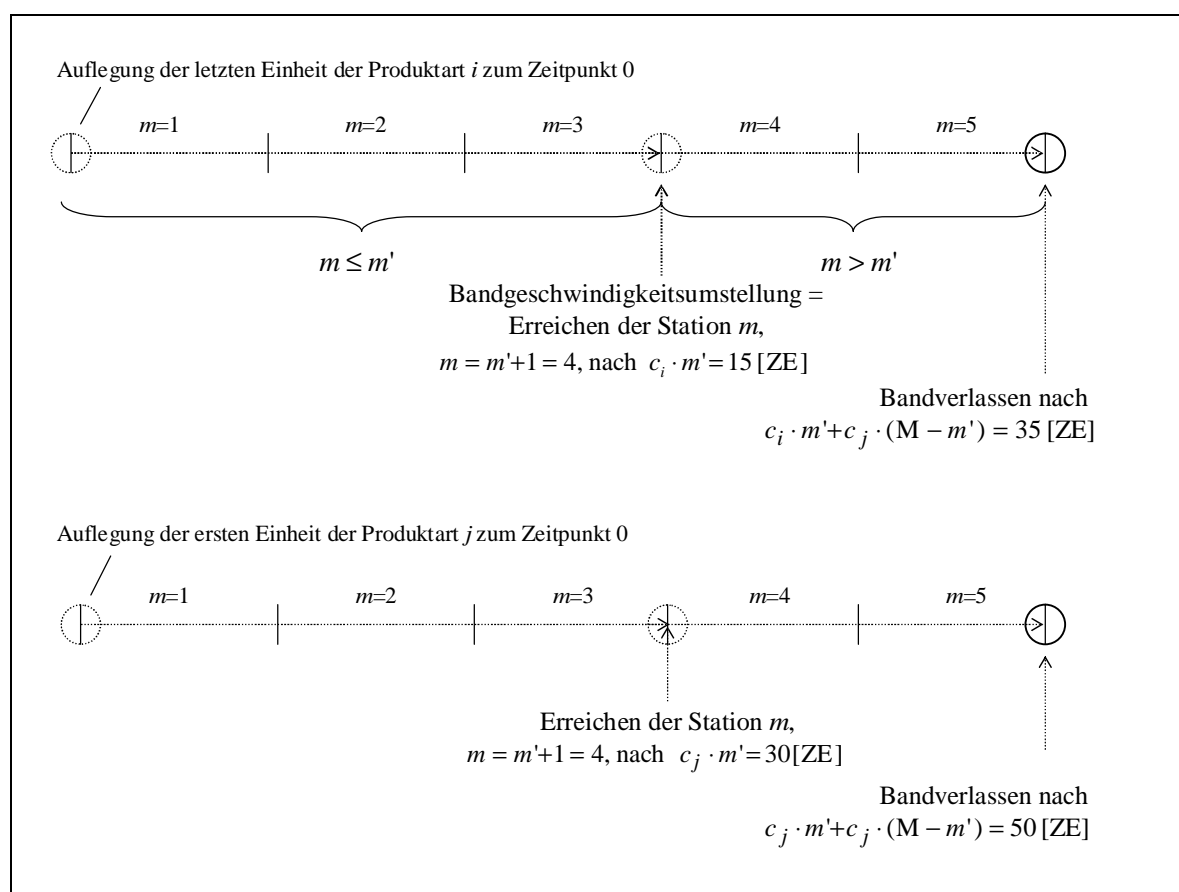 Auflegung der letzten Einheit der Produktart i zum Zeitpunkt 0
m=1 m=2 m=3 m=4 m=5
m ≤ m' m > m'
Bandgeschwindigkeitsumstellung =
Erreichen der Station m,
m = m'+1 = 4, nach c_i · m' = 15 [ZE]
Bandverlassen nach
c_i · m'+c_j · (M − m') = 35 [ZE]
Auflegung der ersten Einheit der Produktart j zum Zeitpunkt 0
m=1 m=2 m=3 m=4 m=5
Erreichen der Station m,
m = m'+1 = 4, nach c_j · m' = 30[ZE]
Bandverlassen nach
c_j · m'+c_j · (M − m') = 50 [ZE]